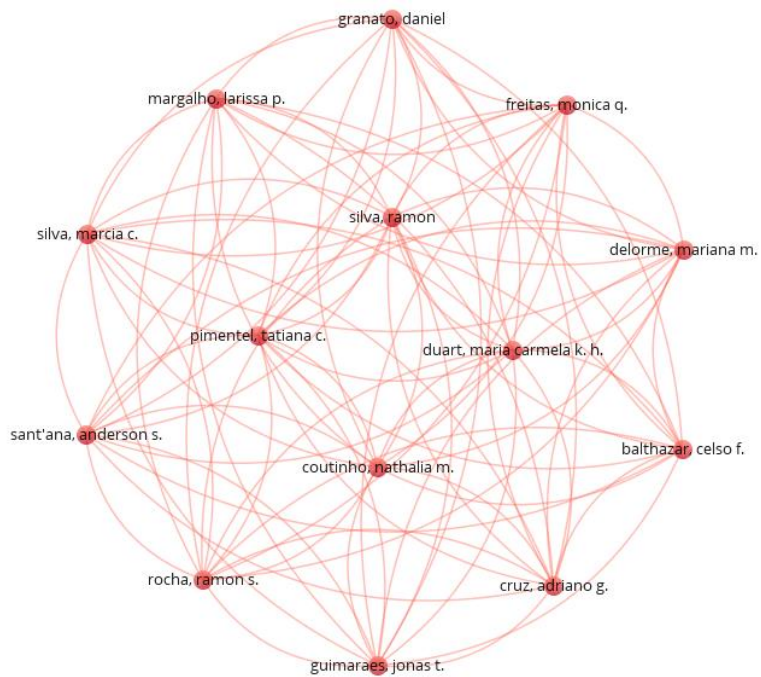 granato, daniel
margalho, larissa p.
freitas, monica q.
silva, ramon
silva, marcia c.
delorme, mariana m.
pimentel, tatiana c.
duart, maria carmela k. h.
sant'ana, anderson s.
balthazar, celso f.
coutinho, nathalia m.
rocha, ramon s.
cruz, adriano g.
guimaraes, jonas t.